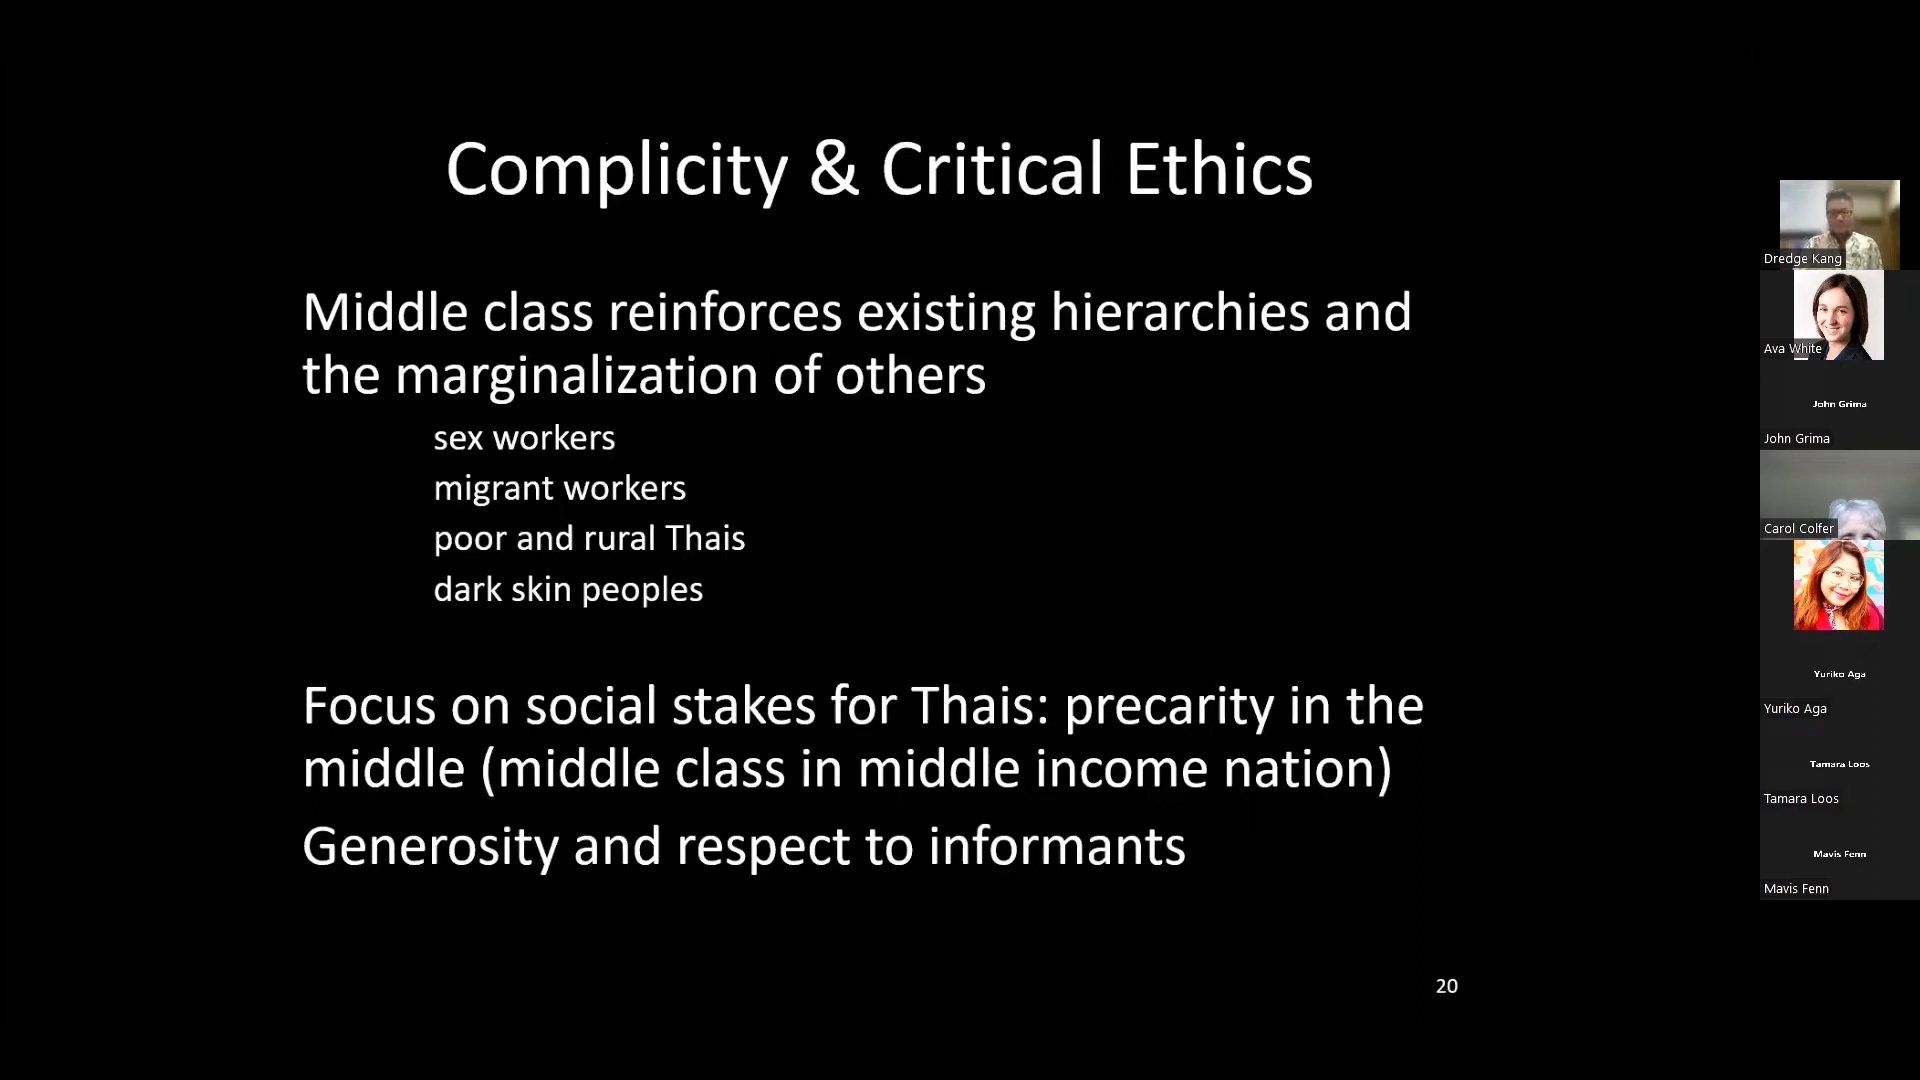 Complicity & Critical Ethics
Middle class reinforces existing hierarchies and
the marginalization of others
sex workers
migrant workers
poor and rural Thais
dark skin peoples
Focus on social stakes for Thais: precarity in the
middle (middle class in middle income nation)
Generosity and respect to informants
20
Dredge Kang
Ava White
John Grima
John Grima
Carol Colfer
Yuriko Aga
Yuriko Aga
Tamara Loos
Tamara Loos
Mavis Fenn
Mavis Fenn